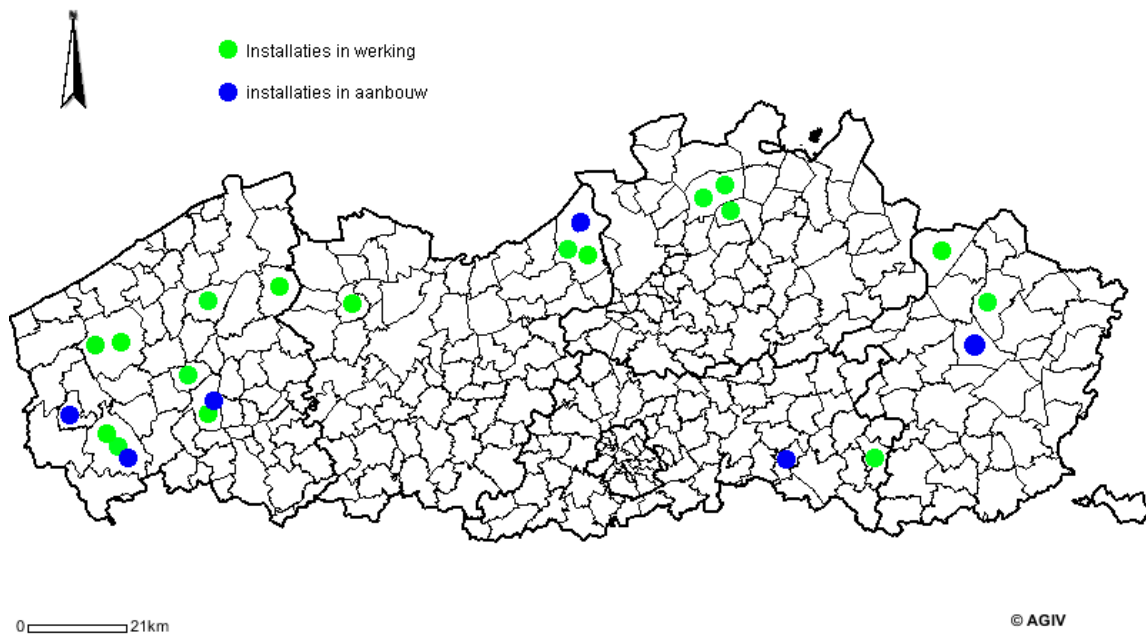 N
Installaties in werking
installaties in aanbouw
0 21km
© AGIV